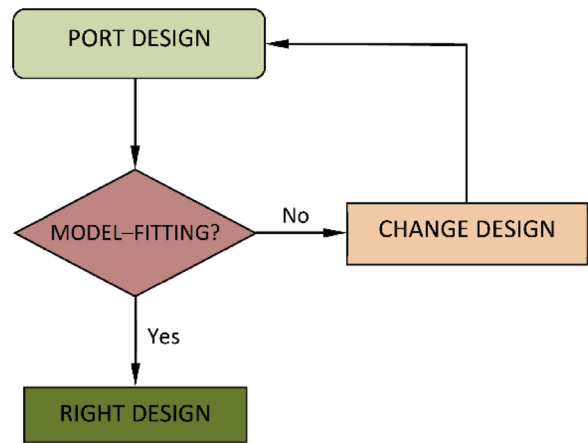 PORT DESIGN
MODEL–FITTING?
No
CHANGE DESIGN
Yes
RIGHT DESIGN